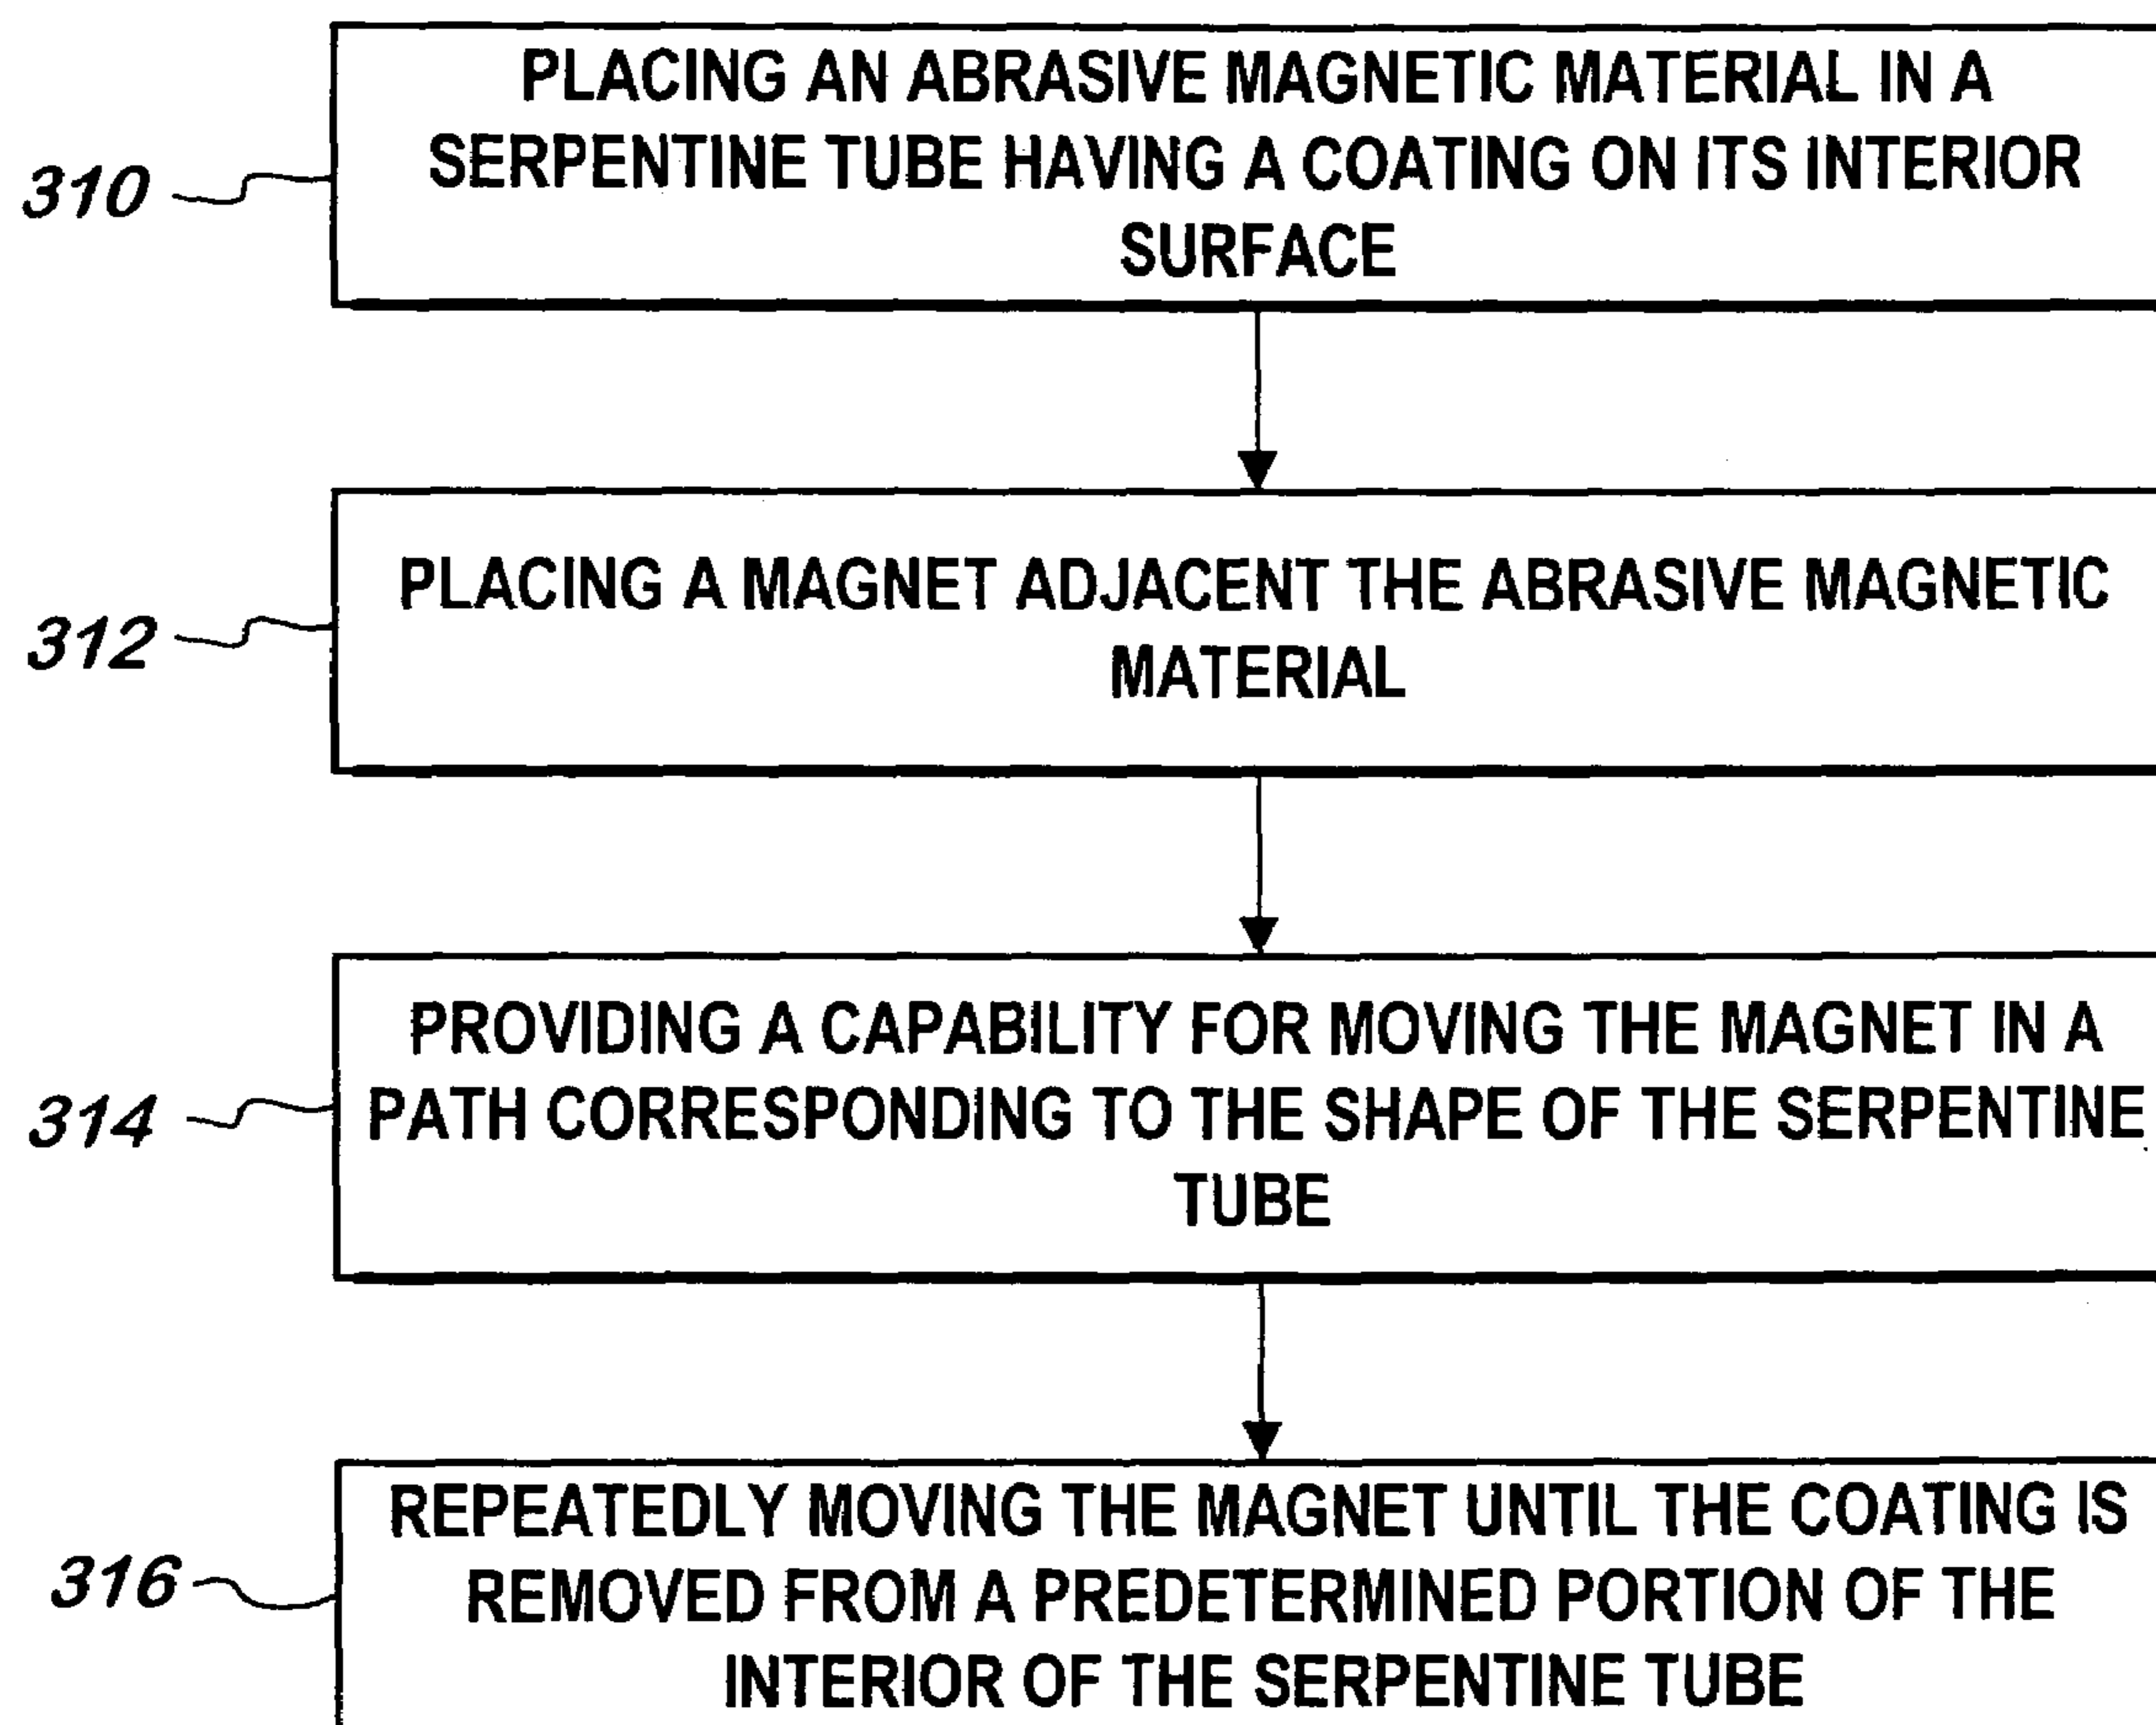 PLACING AN ABRASIVE MAGNETIC MATERIAL IN A
SERPENTINE TUBE HAVING A COATING ON ITS INTERIOR
SURFACE
310
PLACING A MAGNET ADJACENT THE ABRASIVE MAGNETIC
MATERIAL
312
PROVIDING A CAPABILITY FOR MOVING THE MAGNET IN A
PATH CORRESPONDING TO THE SHAPE OF THE SERPENTINE
TUBE
314
REPEATEDLY MOVING THE MAGNET UNTIL THE COATING IS
REMOVED FROM A PREDETERMINED PORTION OF THE
INTERIOR OF THE SERPENTINE TUBE
316